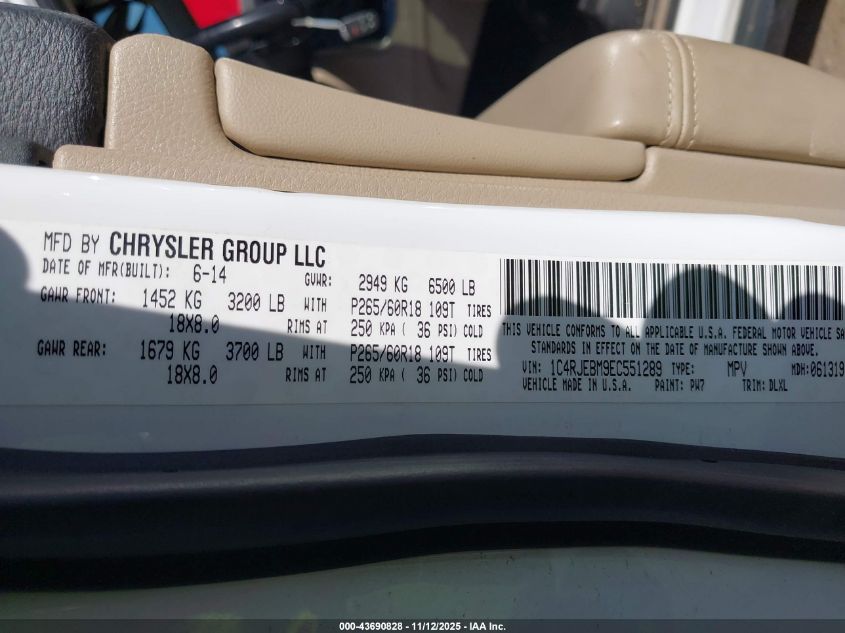 MFD BY CHRYSLER GROUP LLC
DATE OF MFR(BUILT): 6-14 GVWR: 2949 KG 6500 LB
GAWR FRONT: 1452 KG 3200 LB WITH P265/60R18 109T TIRES
18X8.0 RIMS AT 250 KPA ( 36 PSI) COLD
GAWR REAR: 1679 KG 3700 LB WITH P265/60R18 109T TIRES
18X8.0 RIMS AT 250 KPA ( 36 PSI) COLD
THIS VEHICLE CONFORMS TO ALL APPLICABLE U.S.A. FEDERAL MOTOR VEHICLE SA
STANDARDS IN EFFECT ON THE DATE OF MANUFACTURE SHOWN ABOVE.
VIN: 1C4RJEBM9EC551289 TYPE: MPV MDH:061319
VEHICLE MADE IN U.S.A. PAINT: PW7 TRIM: DLXL
000-43690828 - 11/12/2025 - IAA Inc.